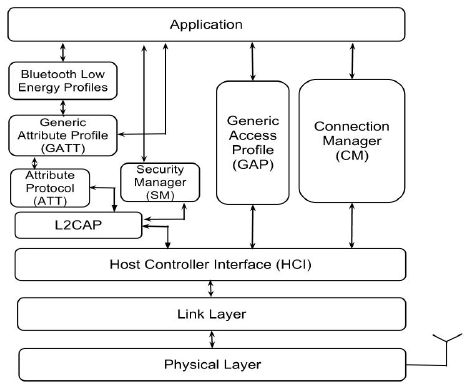 Application
Bluetooth Low
Energy Profiles
Generic
Attribute Profile
(GATT)
Attribute
Protocol
(ATT)
Security
Manager
(SM)
L2CAP
Generic
Access
Profile
(GAP)
Connection
Manager
(CM)
Host Controller Interface (HCI)
Link Layer
Physical Layer